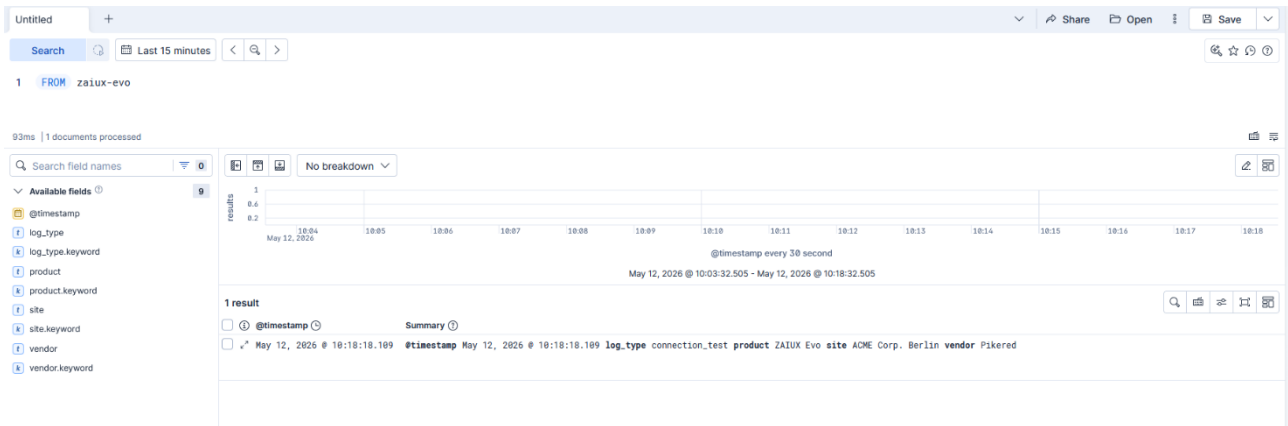 Untitled
Share Open Save
Search Last 15 minutes
1 FROM zaiux-evo
93ms 1 documents processed
Search field names 0 No breakdown
Available fields 9
@timestamp
log_type
log_type.keyword
product
product.keyword
site
site.keyword
vendor
vendor.keyword
results
1
0.6
0.2
10:04 10:05 10:06 10:07 10:08 10:09 10:10 10:11 10:12 10:13 10:14 10:15 10:16 10:17 10:18
May 12, 2026
@timestamp every 30 second
May 12, 2026 @ 10:03:32.505 - May 12, 2026 @ 10:18:32.505
1 result
@timestamp Summary
May 12, 2026 @ 10:18:18.109 @timestamp May 12, 2026 @ 10:18:18.109 log_type connection_test product ZAIUX Evo site ACME Corp. Berlin vendor Pikered